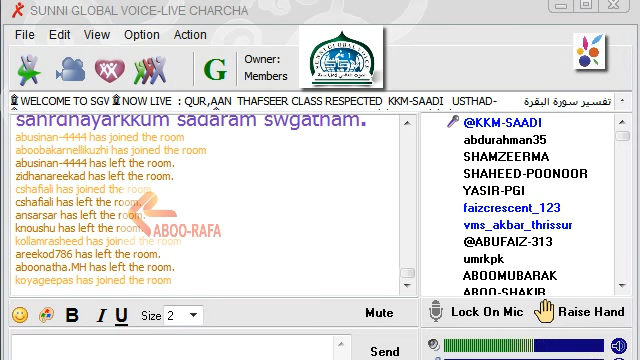 SUNNI GLOBAL VOICE-LIVE CHARCHA
File Edit View Option Action
G
Owner:
Members
WELCOME TO SGV NOW LIVE : QUR,AAN THAFSEER CLASS RESPECTED KKM-SAADI USTHAD- تفسير سورة البقرة
sahrdhayarkkum sadaram swgatham.
abusinan-4444 has joined the room
aboobakarnellikuzhi has joined the room
abusinan-4444 has left the room.
zidhanareekad has left the room.
cshafiali has joined the room
cshafiali has left the room.
ansarsar has left the room.
knoushu has left the room.
kollamrasheed has joined the room
areekod786 has left the room.
aboonatha.MH has left the room.
koyageepas has joined the room
ABOO-RAFA
@KKM-SAADI
abdurahman35
SHAMZEERMA
SHAHEED-POONOOR
YASIR-PGI
faizcrescent_123
vms_akbar_thrissur
@ABUFAIZ-313
umrkpk
ABOOMUBARAK
ABOO-SHAKIR
B I U Size 2 Mute
Lock On Mic Raise Hand
Send